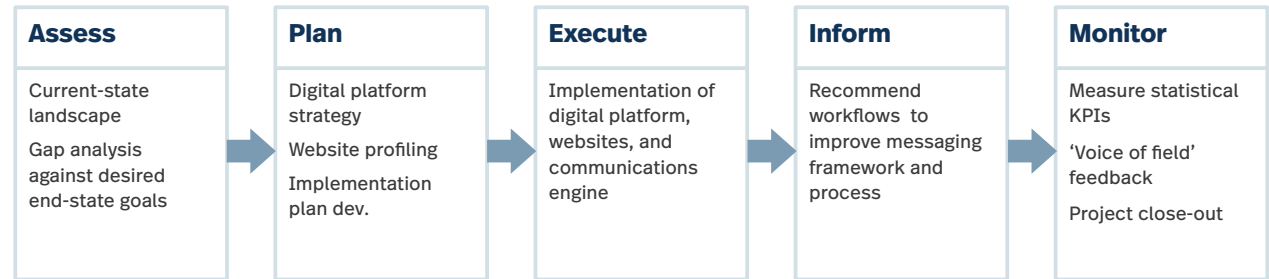 Assess
Current-state
landscape
Gap analysis
against desired
end-state goals
Plan
Digital platform
strategy
Website profiling
Implementation
plan dev.
Execute
Implementation of
digital platform,
websites, and
communications
engine
Inform
Recommend
workflows to
improve messaging
framework and
process
Monitor
Measure statistical
KPIs
‘Voice of field’
feedback
Project close-out